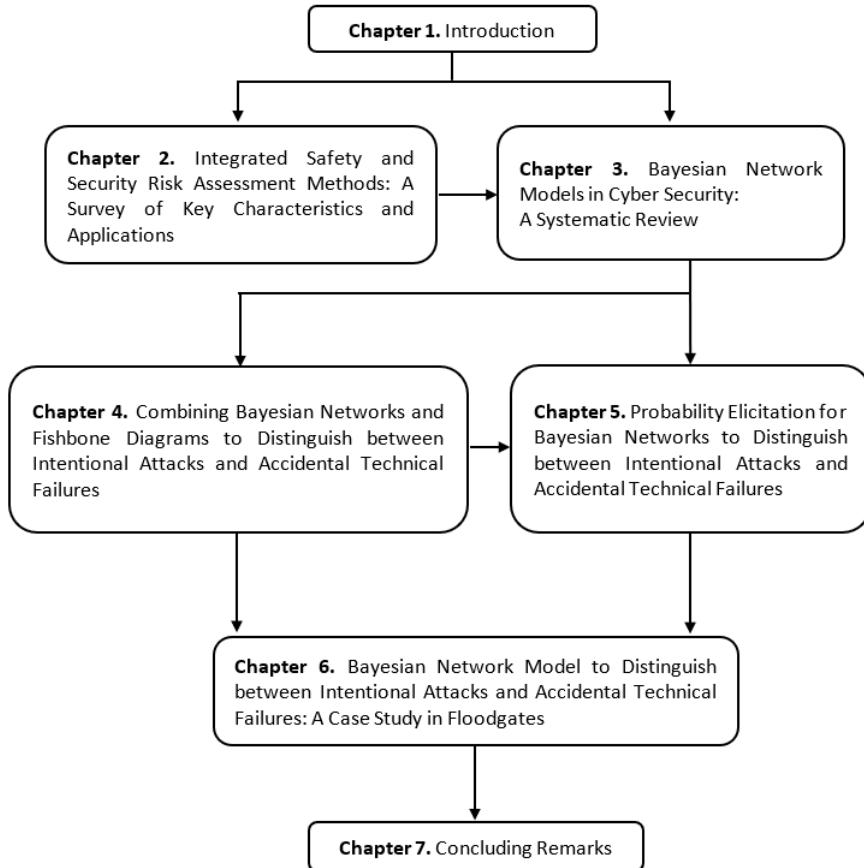 Chapter 1. Introduction
Chapter 2. Integrated Safety and
Security Risk Assessment Methods: A
Survey of Key Characteristics and
Applications
Chapter 3. Bayesian Network
Models in Cyber Security:
A Systematic Review
Chapter 4. Combining Bayesian Networks and
Fishbone Diagrams to Distinguish between
Intentional Attacks and Accidental Technical
Failures
Chapter 5. Probability Elicitation for
Bayesian Networks to Distinguish
between Intentional Attacks and
Accidental Technical Failures
Chapter 6. Bayesian Network Model to Distinguish
between Intentional Attacks and Accidental Technical
Failures: A Case Study in Floodgates
Chapter 7. Concluding Remarks